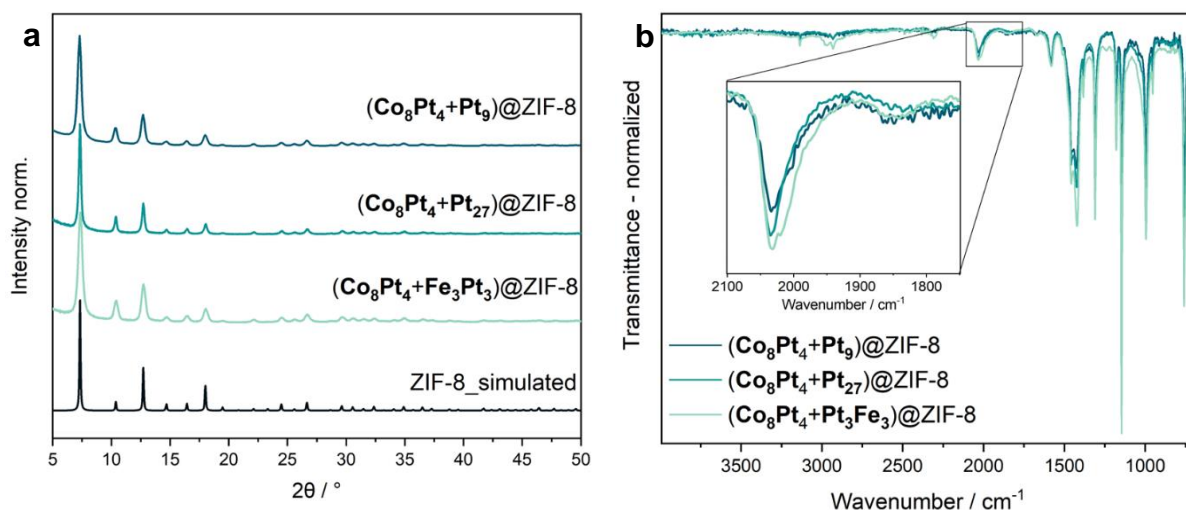 a
Intensity norm.
(Co₈Pt₄+Pt₉)@ZIF-8
(Co₈Pt₄+Pt₂₇)@ZIF-8
(Co₈Pt₄+Fe₃Pt₃)@ZIF-8
ZIF-8_simulated
5 10 15 20 25 30 35 40 45 50
2θ / °
b
Transmittance - normalized
2100 2000 1900 1800
Wavenumber / cm⁻¹
(Co₈Pt₄+Pt₉)@ZIF-8
(Co₈Pt₄+Pt₂₇)@ZIF-8
(Co₈Pt₄+Pt₃Fe₃)@ZIF-8
3500 3000 2500 2000 1500 1000
Wavenumber / cm⁻¹